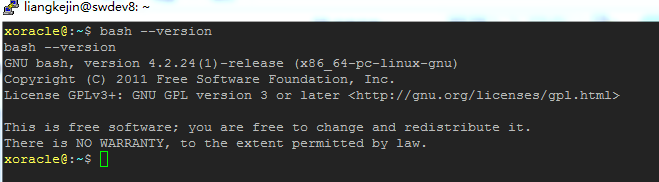 liangkejin@swdev8: ~
xoracle@:~$ bash --version
bash --version
GNU bash, version 4.2.24(1)-release (x86_64-pc-linux-gnu)
Copyright (C) 2011 Free Software Foundation, Inc.
License GPLv3+: GNU GPL version 3 or later <http://gnu.org/licenses/gpl.html>

This is free software; you are free to change and redistribute it.
There is NO WARRANTY, to the extent permitted by law.
xoracle@:~$